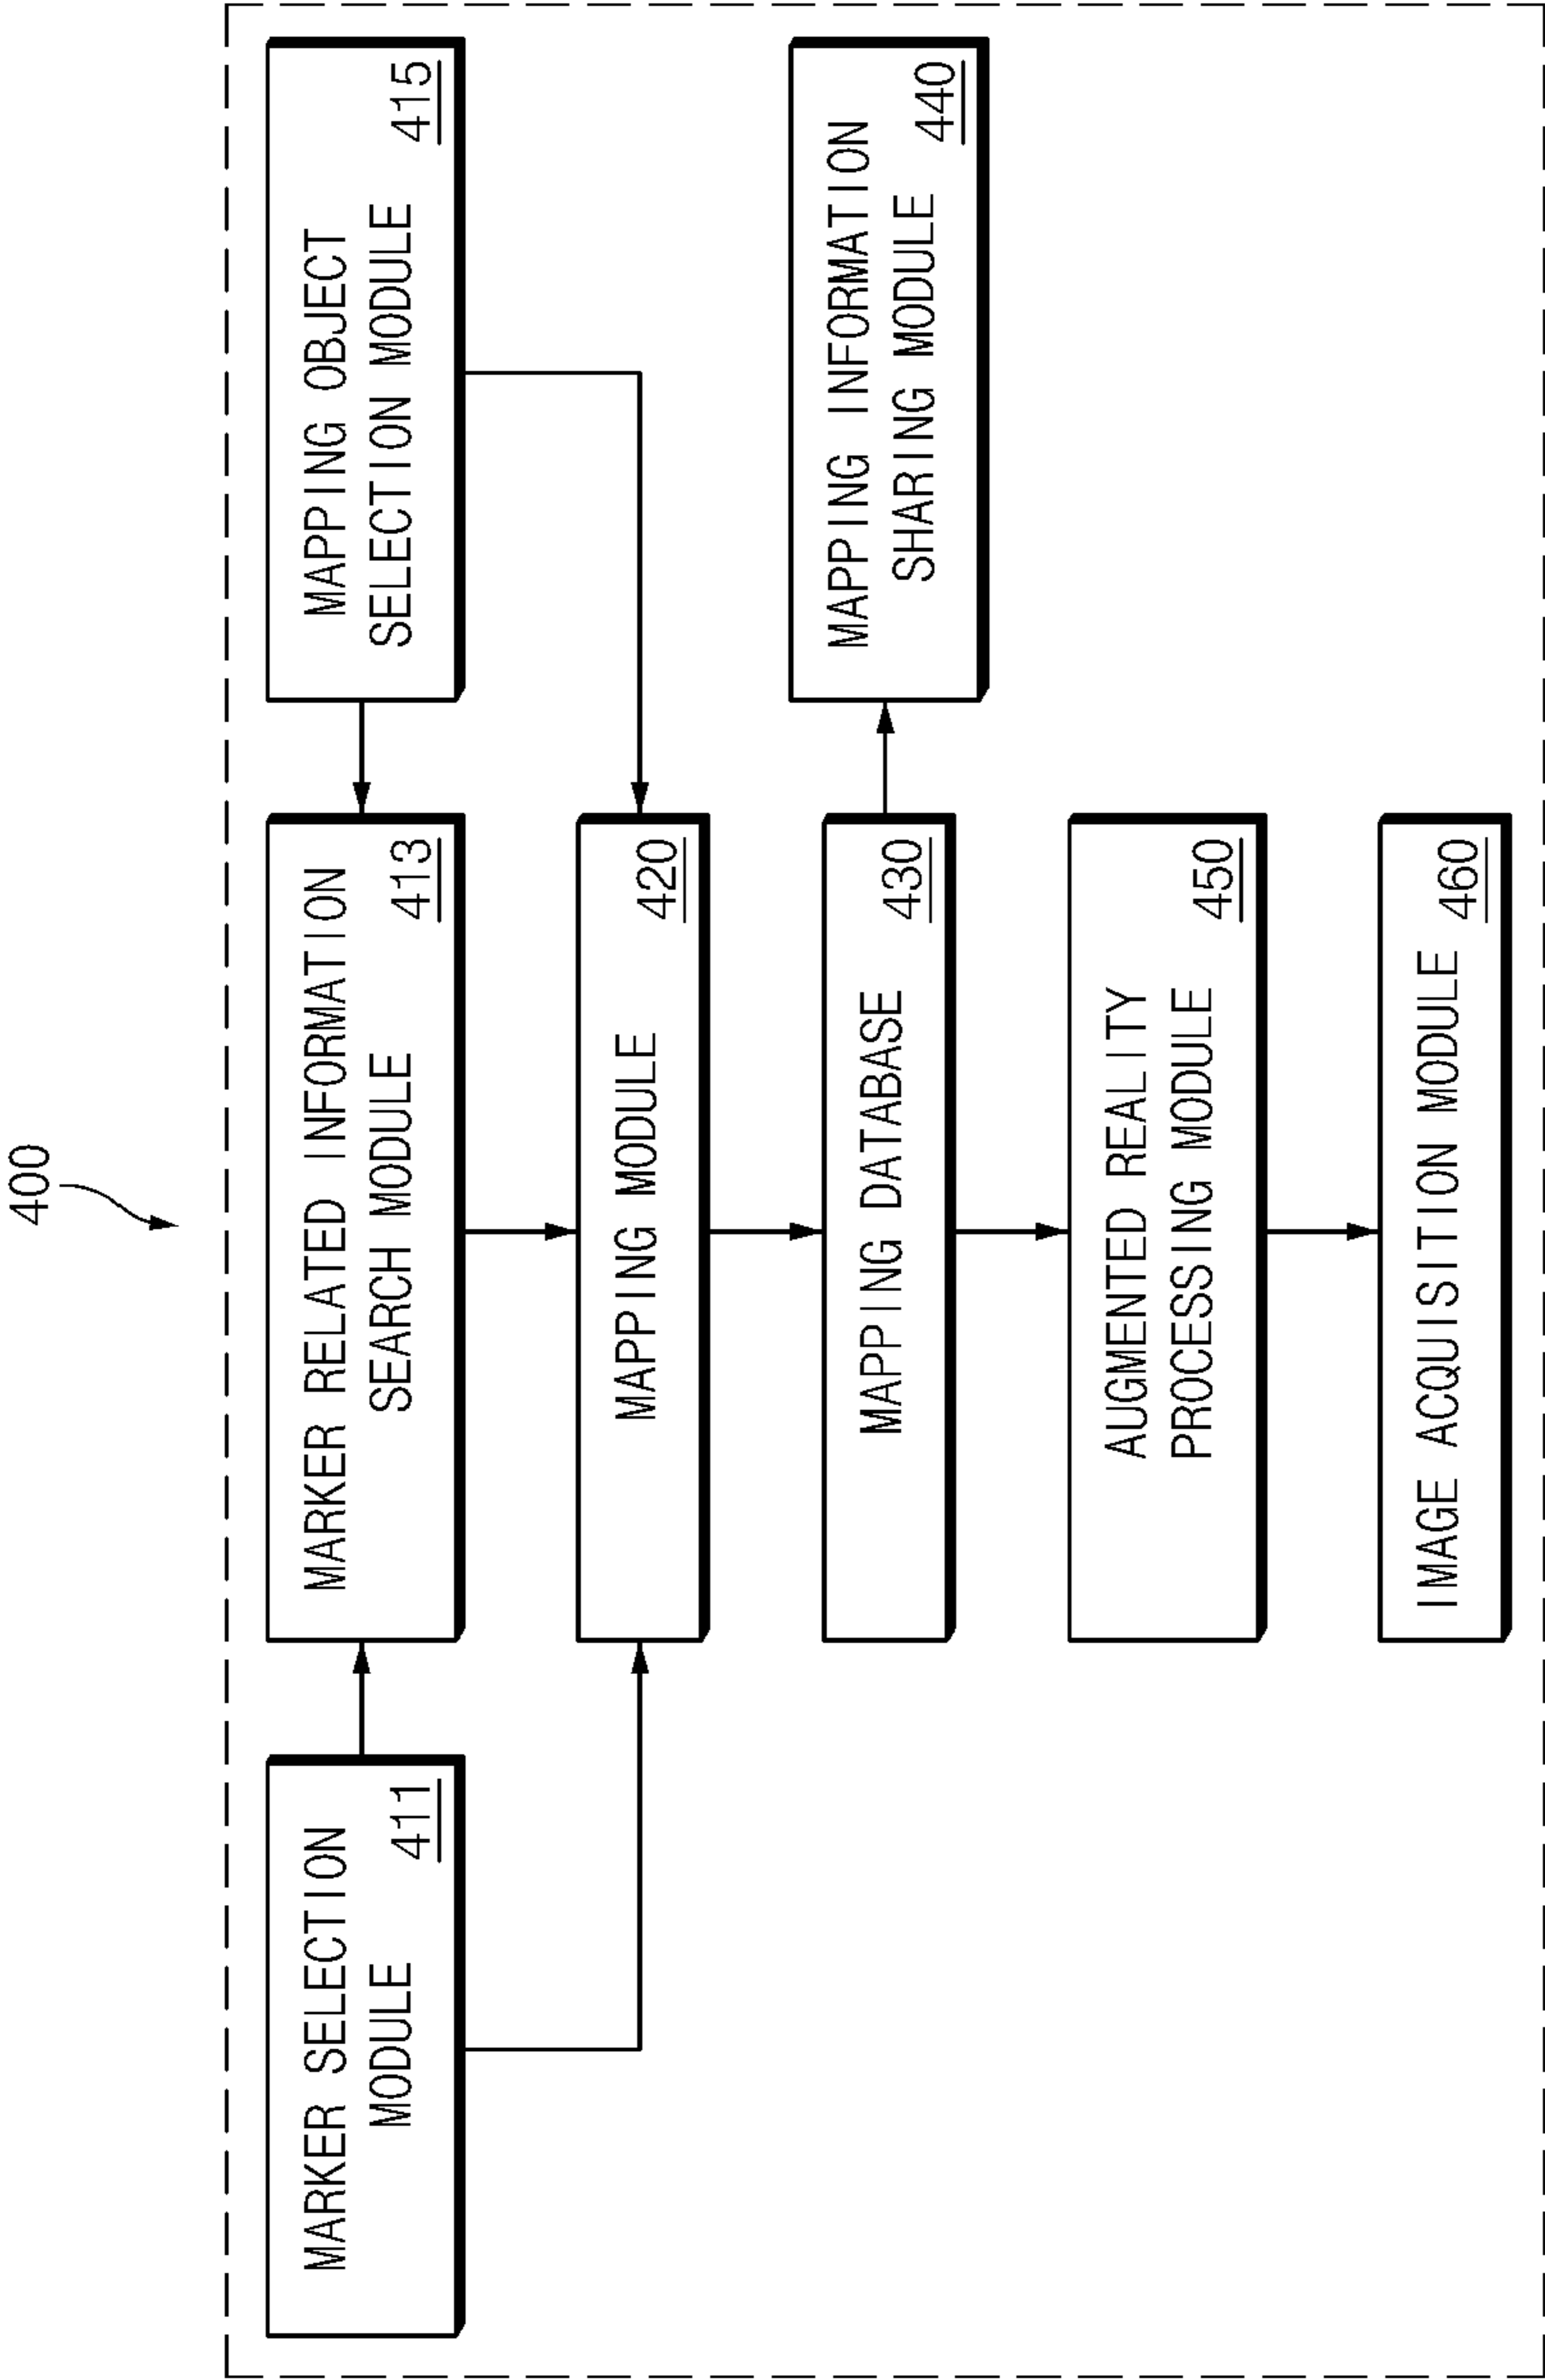 400
MARKER SELECTION
MODULE
411
MARKER RELATED INFORMATION
SEARCH MODULE
413
MAPPING OBJECT
SELECTION MODULE
415
MAPPING MODULE
420
MAPPING DATABASE
430
MAPPING INFORMATION
SHARING MODULE
440
AUGMENTED REALITY
PROCESSING MODULE
450
IMAGE ACQUISITION MODULE
460